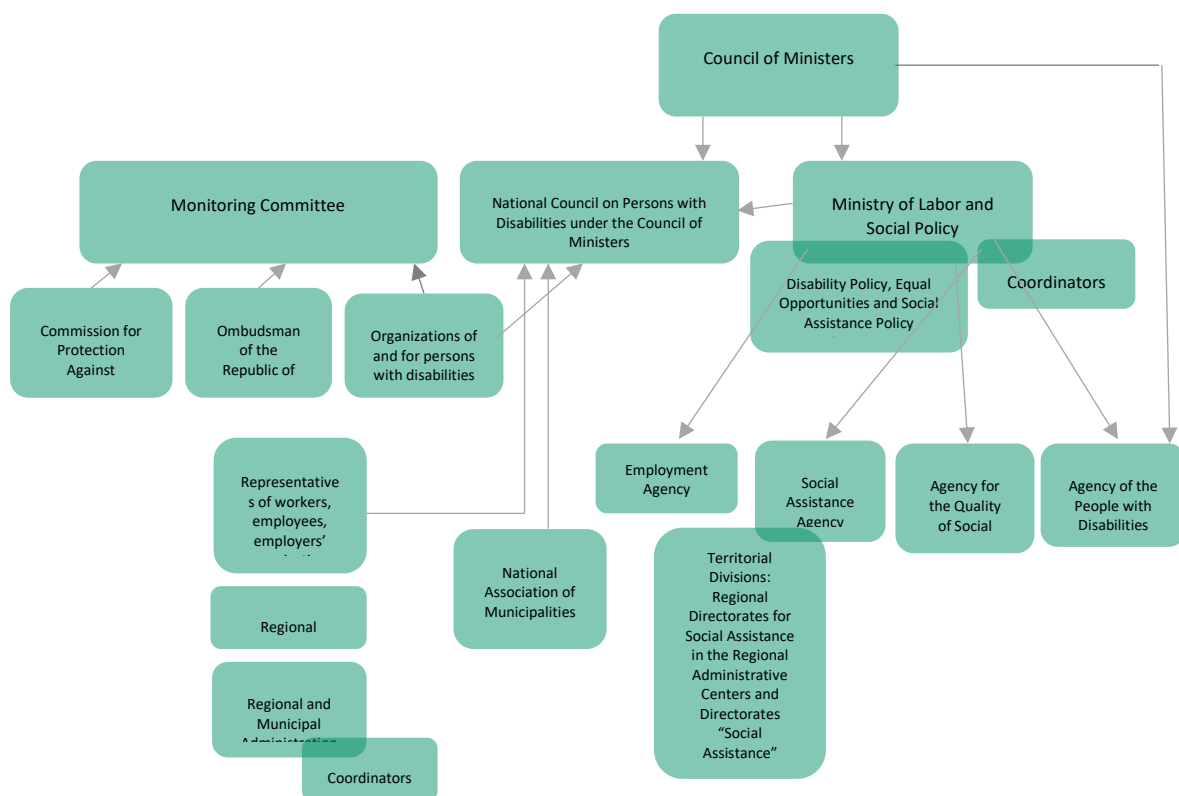 Council of Ministers
Monitoring Committee
National Council on Persons with
Disabilities under the Council of
Ministers
Ministry of Labor and
Social Policy
Disability Policy, Equal
Opportunities and Social
Assistance Policy
Coordinators
Commission for
Protection
Against
Ombudsman
of the
Republic of
Organizations of
and for persons
with disabilities
Representative
s of workers,
employees,
employers’
Employment
Agency
Social
Assistance
Agency
Agency for
the Quality
of Social
Agency of the
People with
Disabilities
National
Association of
Municipalities
Territorial
Divisions:
Regional
Directorates for
Social Assistance
in the Regional
Administrative
Centers and
Directorates
“Social
Assistance”
Regional
Regional and
Municipal
Administration
Coordinators